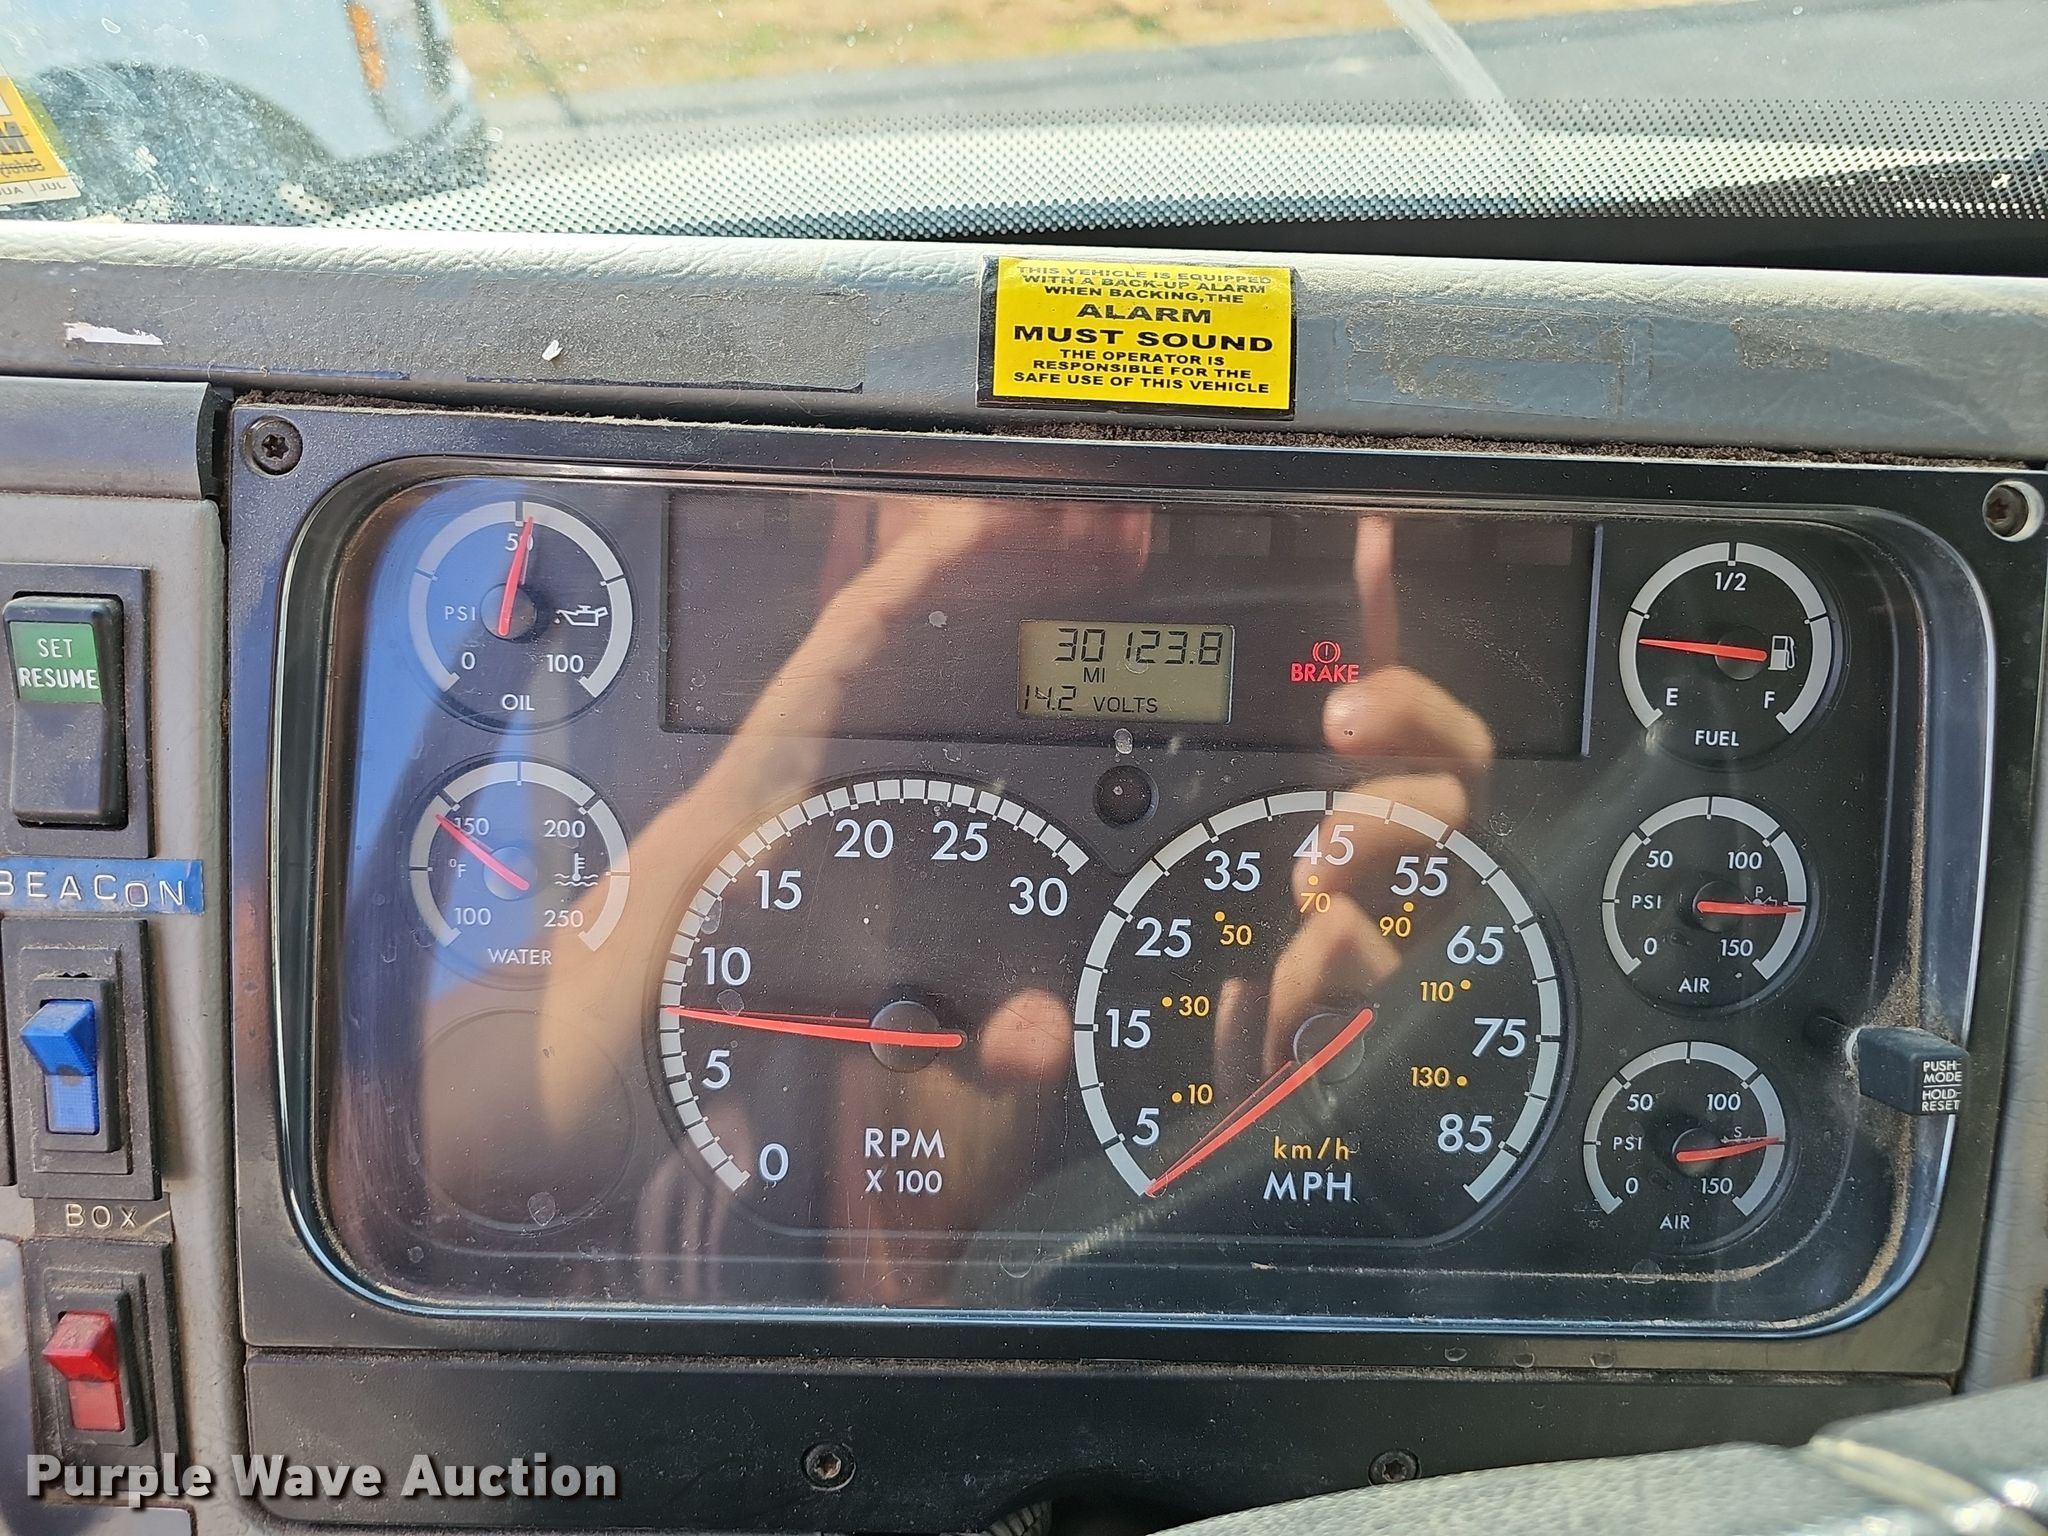 JUL
THIS VEHICLE IS EQUIPPED
WITH A BACK-UP ALARM
WHEN BACKING, THE
ALARM
MUST SOUND
THE OPERATOR IS
RESPONSIBLE FOR THE
SAFE USE OF THIS VEHICLE
SET
RESUME
BEACON
BOX
50
PSI
0 100
OIL
150 200
°F
100 250
WATER
30123.8
MI
14.2 VOLTS
BRAKE
1/2
E F
FUEL
0 5 10 15 20 25 30
RPM
X 100
5 15 25 35 45 55 65 75 85
10 30 50 70 90 110 130
km/h
MPH
50 100
P
PSI
0 150
AIR
50 100
S
PSI
0 150
AIR
PUSH-
MODE
HOLD-
RESET
Purple Wave Auction